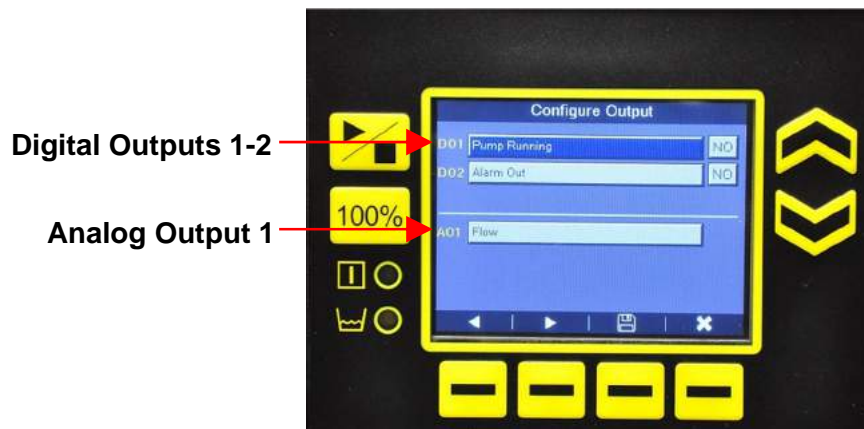 Configure Output
Digital Outputs 1-2
DO1 Pump Running NO
DO2 Alarm Out NO
100%
Analog Output 1
AO1 Flow